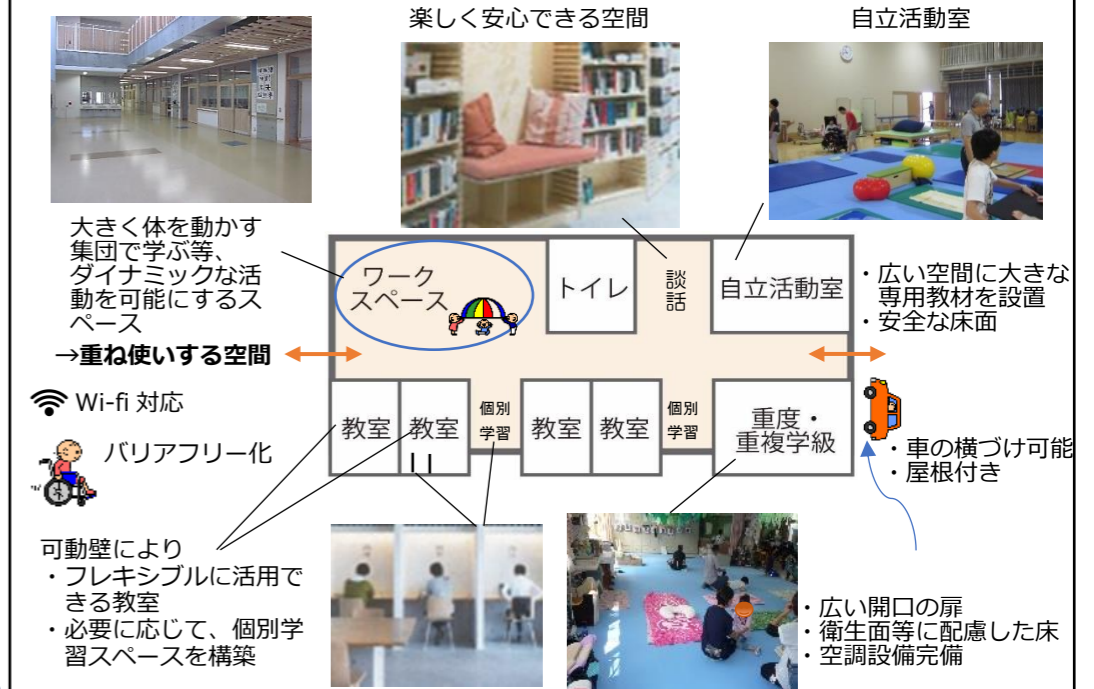 楽しく安心できる空間
自立活動室
大きく体を動かす
集団で学ぶ等、
ダイナミックな活
動を可能にするス
ペース
→重ね使いする空間
Wi-fi 対応
バリアフリー化
ワーク
スペース
トイレ
談
話
自立活動室
・広い空間に大きな
専用教材を設置
・安全な床面
教室
教室
個別
学習
教室
教室
個別
学習
重度・
重複学級
・車の横づけ可能
・屋根付き
可動壁により
・フレキシブルに活用で
きる教室
・必要に応じて、個別学
習スペースを構築
・広い開口の扉
・衛生面等に配慮した床
・空調設備完備